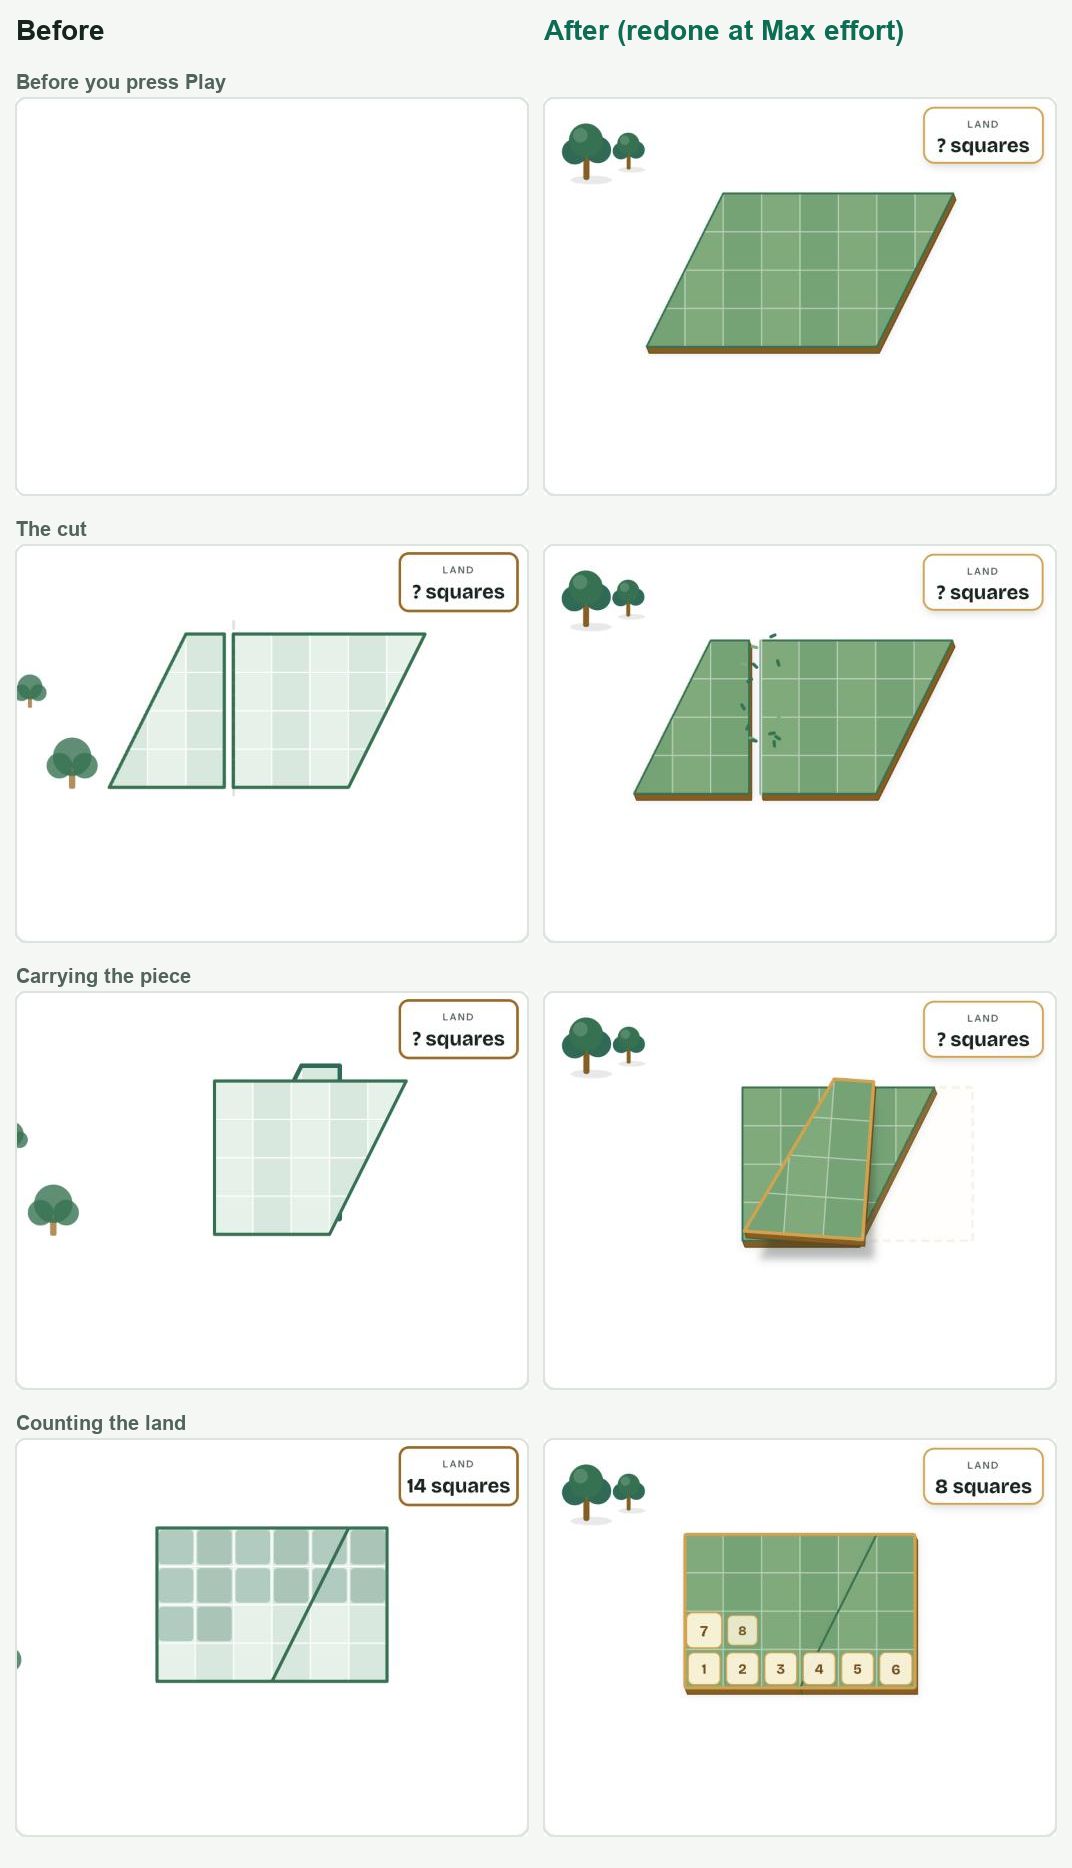 Before
After (redone at Max effort)
Before you press Play
LAND
? squares
The cut
LAND
? squares
LAND
? squares
Carrying the piece
LAND
? squares
LAND
? squares
Counting the land
LAND
14 squares
LAND
8 squares
7 8
1 2 3 4 5 6